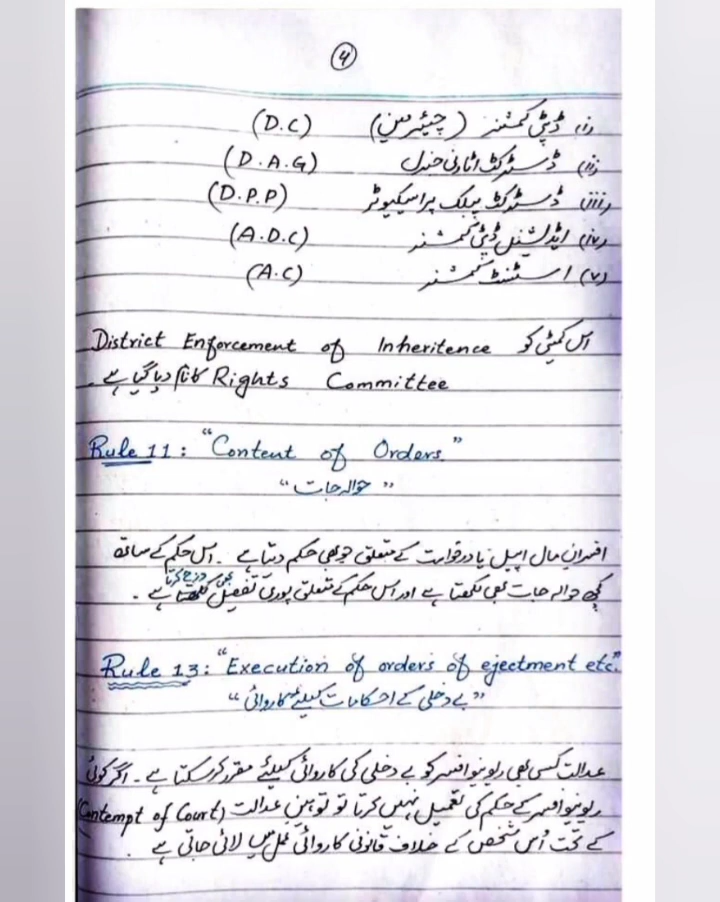 ④
(i) ڈپٹی کمشنر (چیئرمین) (D.C)
(ii) ڈسٹرکٹ اٹارنی جنرل (D.A.G)
(iii) ڈسٹرکٹ پبلک پراسیکیوٹر (D.P.P)
(iv) ایڈیشنل ڈپٹی کمشنر (A.D.C)
(v) اسسٹنٹ کمشنر (A.C)
اس کمیٹی کو District Enforcement of Inheritence
Rights Committee کا نام دیا گیا ہے۔
Rule 11: "Content of Orders"
"حوالہ جات"
افسران مال اپیل یا درخواست کے متعلق جو بھی حکم دیتا ہے۔ اس حکم کے ساتھ
کچھ حوالہ جات بھی لکھتا ہے اور اس حکم کے متعلق پوری تفصیل بھی درج کرتا ہے۔
Rule 13: "Execution of orders of ejectment etc."
"بے دخلی کے احکامات کیلئے کاروائی"
عدالت کسی بھی ریونیو افسر کو بے دخلی کی کاروائی کیلئے مقرر کر سکتا ہے۔ اگر کوئی
ریونیو افسر کے حکم کی تعمیل نہیں کرتا تو توہین عدالت (Contempt of Court)
کے تحت اُس شخص کے خلاف قانونی کاروائی عمل میں لائی جاتی ہے۔